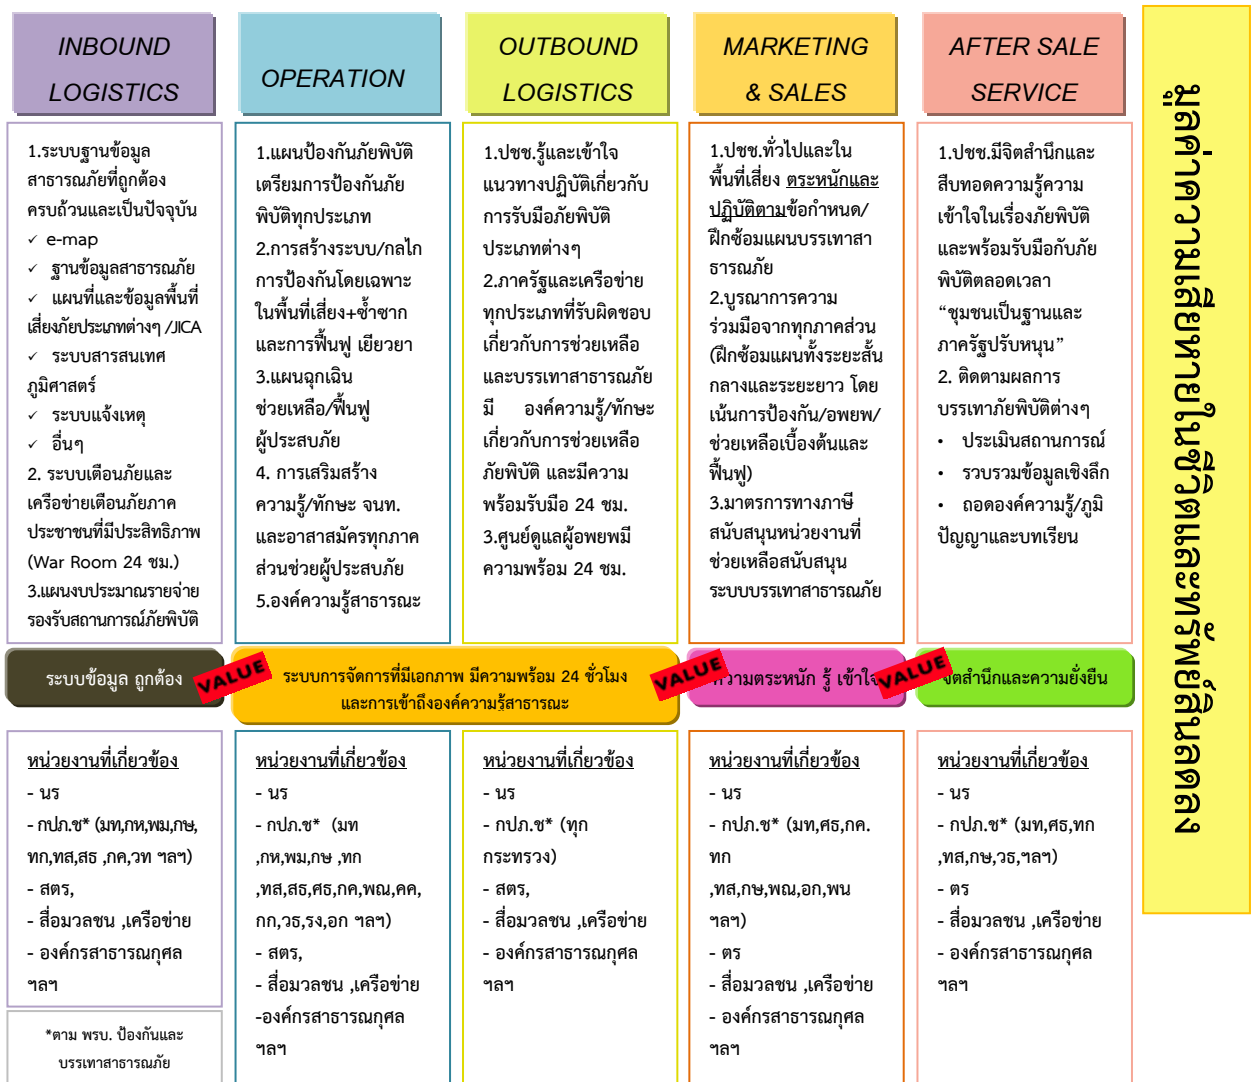 INBOUND
LOGISTICS
OPERATION
OUTBOUND
LOGISTICS
MARKETING
& SALES
AFTER SALE
SERVICE
1.ระบบฐานข้อมูล
สาธารณภัยที่ถูกต้อง
ครบถ้วนและเป็นปัจจุบัน
✓ e-map
✓ ฐานข้อมูลสาธารณภัย
✓ แผนที่และข้อมูลพื้นที่
เสี่ยงภัยประเภทต่างๆ /JICA
✓ ระบบสารสนเทศ
ภูมิศาสตร์
✓ ระบบแจ้งเหตุ
✓ อื่นๆ
2. ระบบเตือนภัยและ
เครือข่ายเตือนภัยภาค
ประชาชนที่มีประสิทธิภาพ
(War Room 24 ชม.)
3.แผนงบประมาณรายจ่าย
รองรับสถานการณ์ภัยพิบัติ
1.แผนป้องกันภัยพิบัติ
เตรียมการป้องกันภัย
พิบัติทุกประเภท
2.การสร้างระบบ/กลไก
การป้องกันโดยเฉพาะ
ในพื้นที่เสี่ยง+ซ้ำซาก
และการฟื้นฟู เยียวยา
3.แผนฉุกเฉิน
ช่วยเหลือ/ฟื้นฟู
ผู้ประสบภัย
4. การเสริมสร้าง
ความรู้/ทักษะ จนท.
และอาสาสมัครทุกภาค
ส่วนช่วยผู้ประสบภัย
5.องค์ความรู้สาธารณะ
1.ปชช.รู้และเข้าใจ
แนวทางปฏิบัติเกี่ยวกับ
การรับมือภัยพิบัติ
ประเภทต่างๆ
2.ภาครัฐและเครือข่าย
ทุกประเภทที่รับผิดชอบ
เกี่ยวกับการช่วยเหลือ
และบรรเทาสาธารณภัย
มี องค์ความรู้/ทักษะ
เกี่ยวกับการช่วยเหลือ
ภัยพิบัติ และมีความ
พร้อมรับมือ 24 ชม.
3.ศูนย์ดูแลผู้อพยพมี
ความพร้อม 24 ชม.
1.ปชช.ทั่วไปและใน
พื้นที่เสี่ยง ตระหนักและ
ปฏิบัติตามข้อกำหนด/
ฝึกซ้อมแผนบรรเทาสา
ธารณภัย
2.บูรณาการความ
ร่วมมือจากทุกภาคส่วน
(ฝึกซ้อมแผนทั้งระยะสั้น
กลางและระยะยาว โดย
เน้นการป้องกัน/อพยพ/
ช่วยเหลือเบื้องต้นและ
ฟื้นฟู)
3.มาตรการทางภาษี
สนับสนุนหน่วยงานที่
ช่วยเหลือสนับสนุน
ระบบบรรเทาสาธารณภัย
1.ปชช.มีจิตสำนึกและ
สืบทอดความรู้ความ
เข้าใจในเรื่องภัยพิบัติ
และพร้อมรับมือกับภัย
พิบัติตลอดเวลา
“ชุมชนเป็นฐานและ
ภาครัฐปรับหนุน”
2. ติดตามผลการ
บรรเทาภัยพิบัติต่างๆ
• ประเมินสถานการณ์
• รวบรวมข้อมูลเชิงลึก
• ถอดองค์ความรู้/ภูมิ
ปัญญาและบทเรียน
มูลค่าความเสียหายในชีวิตและทรัพย์สินลดลง
ระบบข้อมูล ถูกต้อง
VALUE
ระบบการจัดการที่มีเอกภาพ มีความพร้อม 24 ชั่วโมง
และการเข้าถึงองค์ความรู้สาธารณะ
VALUE
ความตระหนัก รู้ เข้าใจ
VALUE
จิตสำนึกและความยั่งยืน
หน่วยงานที่เกี่ยวข้อง
- นร
- กปภ.ช* (มท,กห,พม,กษ,
ทก,ทส,สธ ,กค,วท ฯลฯ)
- สตร,
- สื่อมวลชน ,เครือข่าย
- องค์กรสาธารณกุศล
ฯลฯ
*ตาม พรบ. ป้องกันและ
บรรเทาสาธารณภัย
หน่วยงานที่เกี่ยวข้อง
- นร
- กปภ.ช* (มท
,กห,พม,กษ ,ทก
,ทส,สธ,ศธ,กค,พณ,คค,
กก,วธ,รง,อก ฯลฯ)
- สตร,
- สื่อมวลชน ,เครือข่าย
-องค์กรสาธารณกุศล
ฯลฯ
หน่วยงานที่เกี่ยวข้อง
- นร
- กปภ.ช* (ทุก
กระทรวง)
- สตร,
- สื่อมวลชน ,เครือข่าย
- องค์กรสาธารณกุศล
ฯลฯ
หน่วยงานที่เกี่ยวข้อง
- นร
- กปภ.ช* (มท,ศธ,กค.
ทก
,ทส,กษ,พณ,อก,พน
ฯลฯ)
- ตร
- สื่อมวลชน ,เครือข่าย
- องค์กรสาธารณกุศล
ฯลฯ
หน่วยงานที่เกี่ยวข้อง
- นร
- กปภ.ช* (มท,ศธ,ทก
,ทส,กษ,วธ,ฯลฯ)
- ตร
- สื่อมวลชน ,เครือข่าย
- องค์กรสาธารณกุศล
ฯลฯ